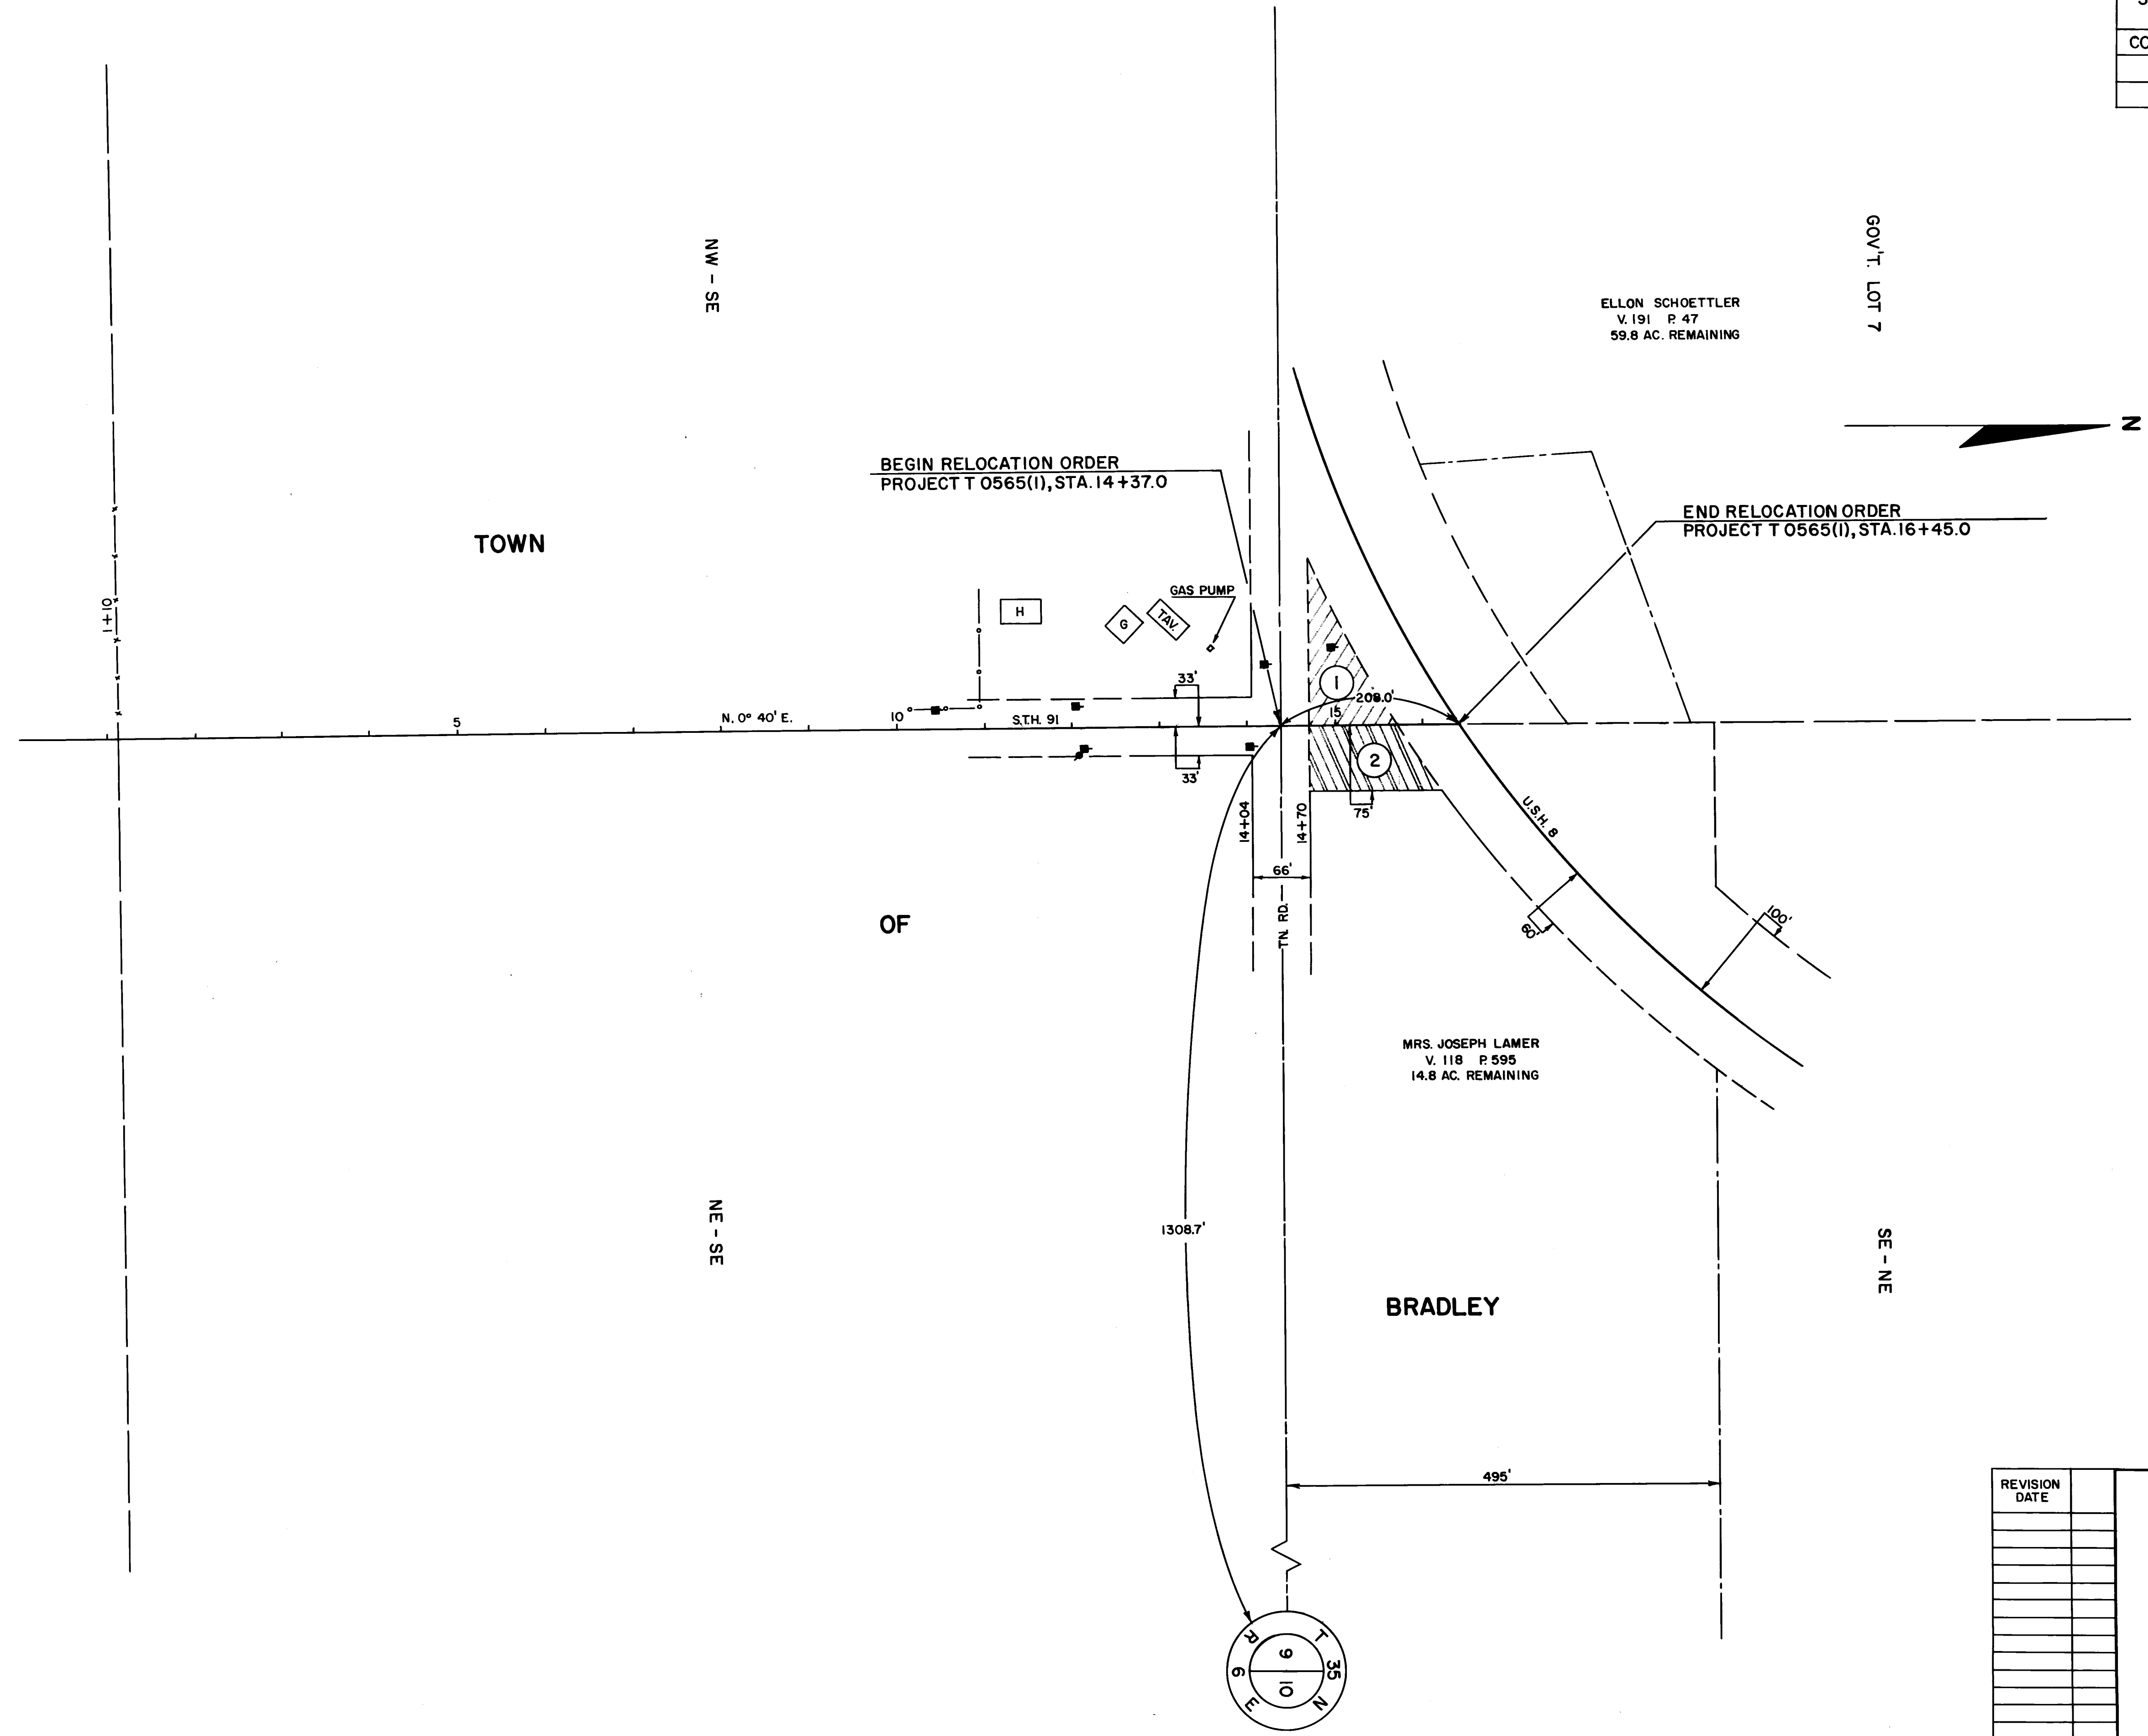 CO
NW - SE
GOV'T. LOT 7
ELLON SCHOETTLER
V. 191 P. 47
59.8 AC. REMAINING
N
BEGIN RELOCATION ORDER
PROJECT T 0565(1), STA. 14+37.0
END RELOCATION ORDER
PROJECT T 0565(1), STA. 16+45.0
TOWN
GAS PUMP
H
G
TAV.
1+01
33'
1
208.0'
5
N. 0° 40' E.
10
S.T.H. 91
15
2
33'
75'
14+04
14+70
U.S.H. 8
66'
TN. RD.
60'
100'
OF
MRS. JOSEPH LAMER
V. 118 P. 595
14.8 AC. REMAINING
NE - SE
1308.7'
SE - NE
BRADLEY
495'
REVISION
DATE
T 35 N
R 6 E
9
10